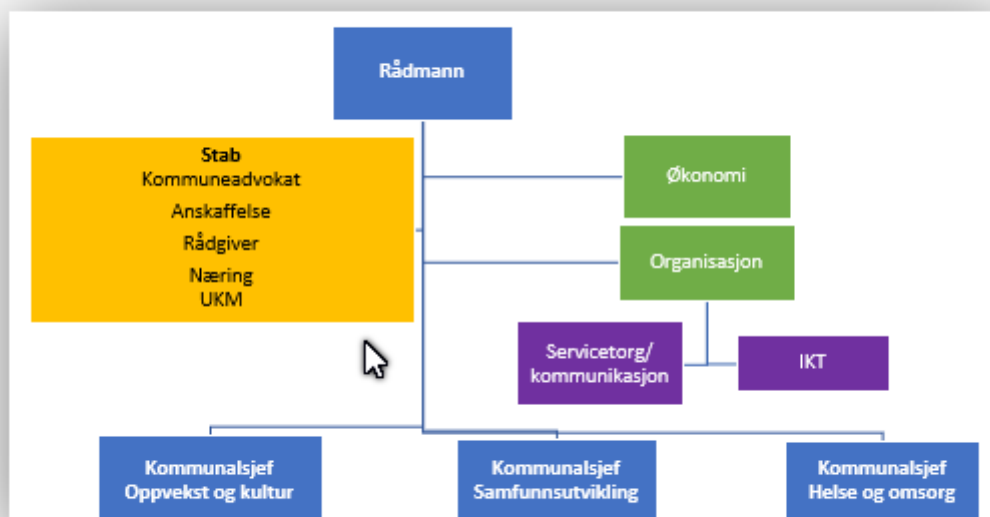 Rådmann
Stab
Kommuneadvokat
Anskaffelse
Rådgiver
Næring
UKM
Økonomi
Organisasjon
Servicetorg/
kommunikasjon
IKT
Kommunalsjef
Oppvekst og kultur
Kommunalsjef
Samfunnsutvikling
Kommunalsjef
Helse og omsorg